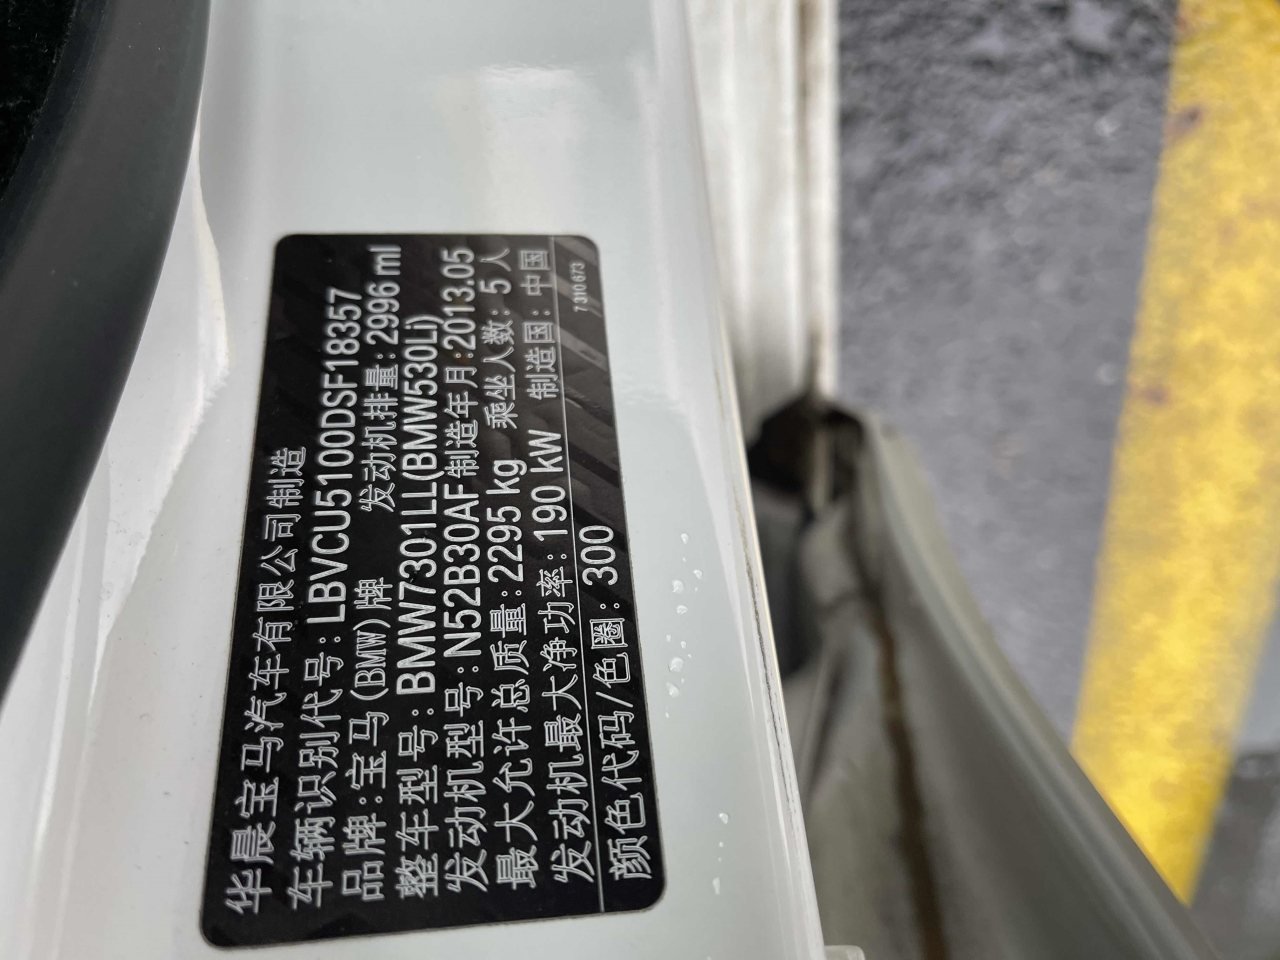 华晨宝马汽车有限公司制造
车辆识别代号:LBVCU5100DSF18357
品牌:宝马(BMW)牌 发动机排量:2996 ml
整车型号:BMW7301LL(BMW530Li)
发动机型号:N52B30AF 制造年月:2013.05
最大允许总质量:2295 kg 乘坐人数:5人
发动机最大净功率:190 kW 制造国:中国
颜色代码/色圈:300
7 310 673